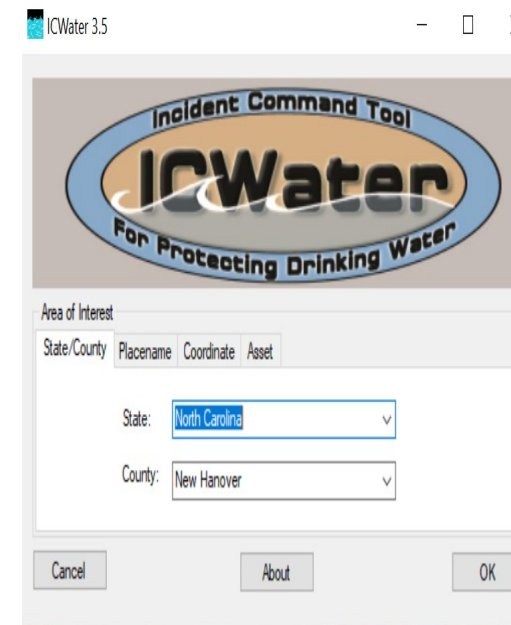 ICWater 3.5
Incident Command Tool
ICWater
For Protecting Drinking Water
Area of Interest
State/County Placename Coordinate Asset
State: North Carolina
County: New Hanover
Cancel About OK